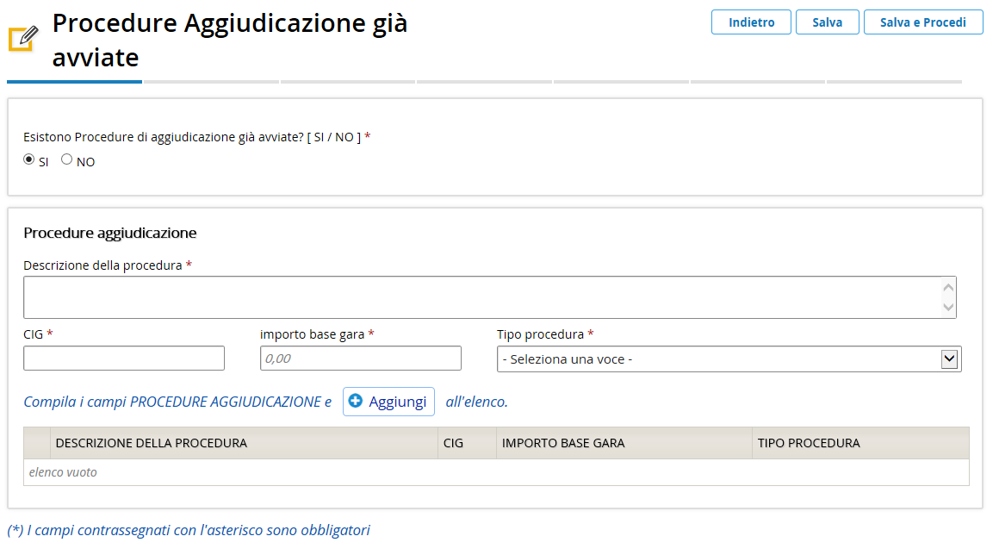 Procedure Aggiudicazione già
avviate
Indietro
Salva
Salva e Procedi
Esistono Procedure di aggiudicazione già avviate? [ SI / NO ] *
SI NO
Procedure aggiudicazione
Descrizione della procedura *
CIG * importo base gara * Tipo procedura *
0,00 - Seleziona una voce -
Compila i campi PROCEDURE AGGIUDICAZIONE e Aggiungi all'elenco.
DESCRIZIONE DELLA PROCEDURA CIG IMPORTO BASE GARA TIPO PROCEDURA
elenco vuoto
(*) I campi contrassegnati con l'asterisco sono obbligatori